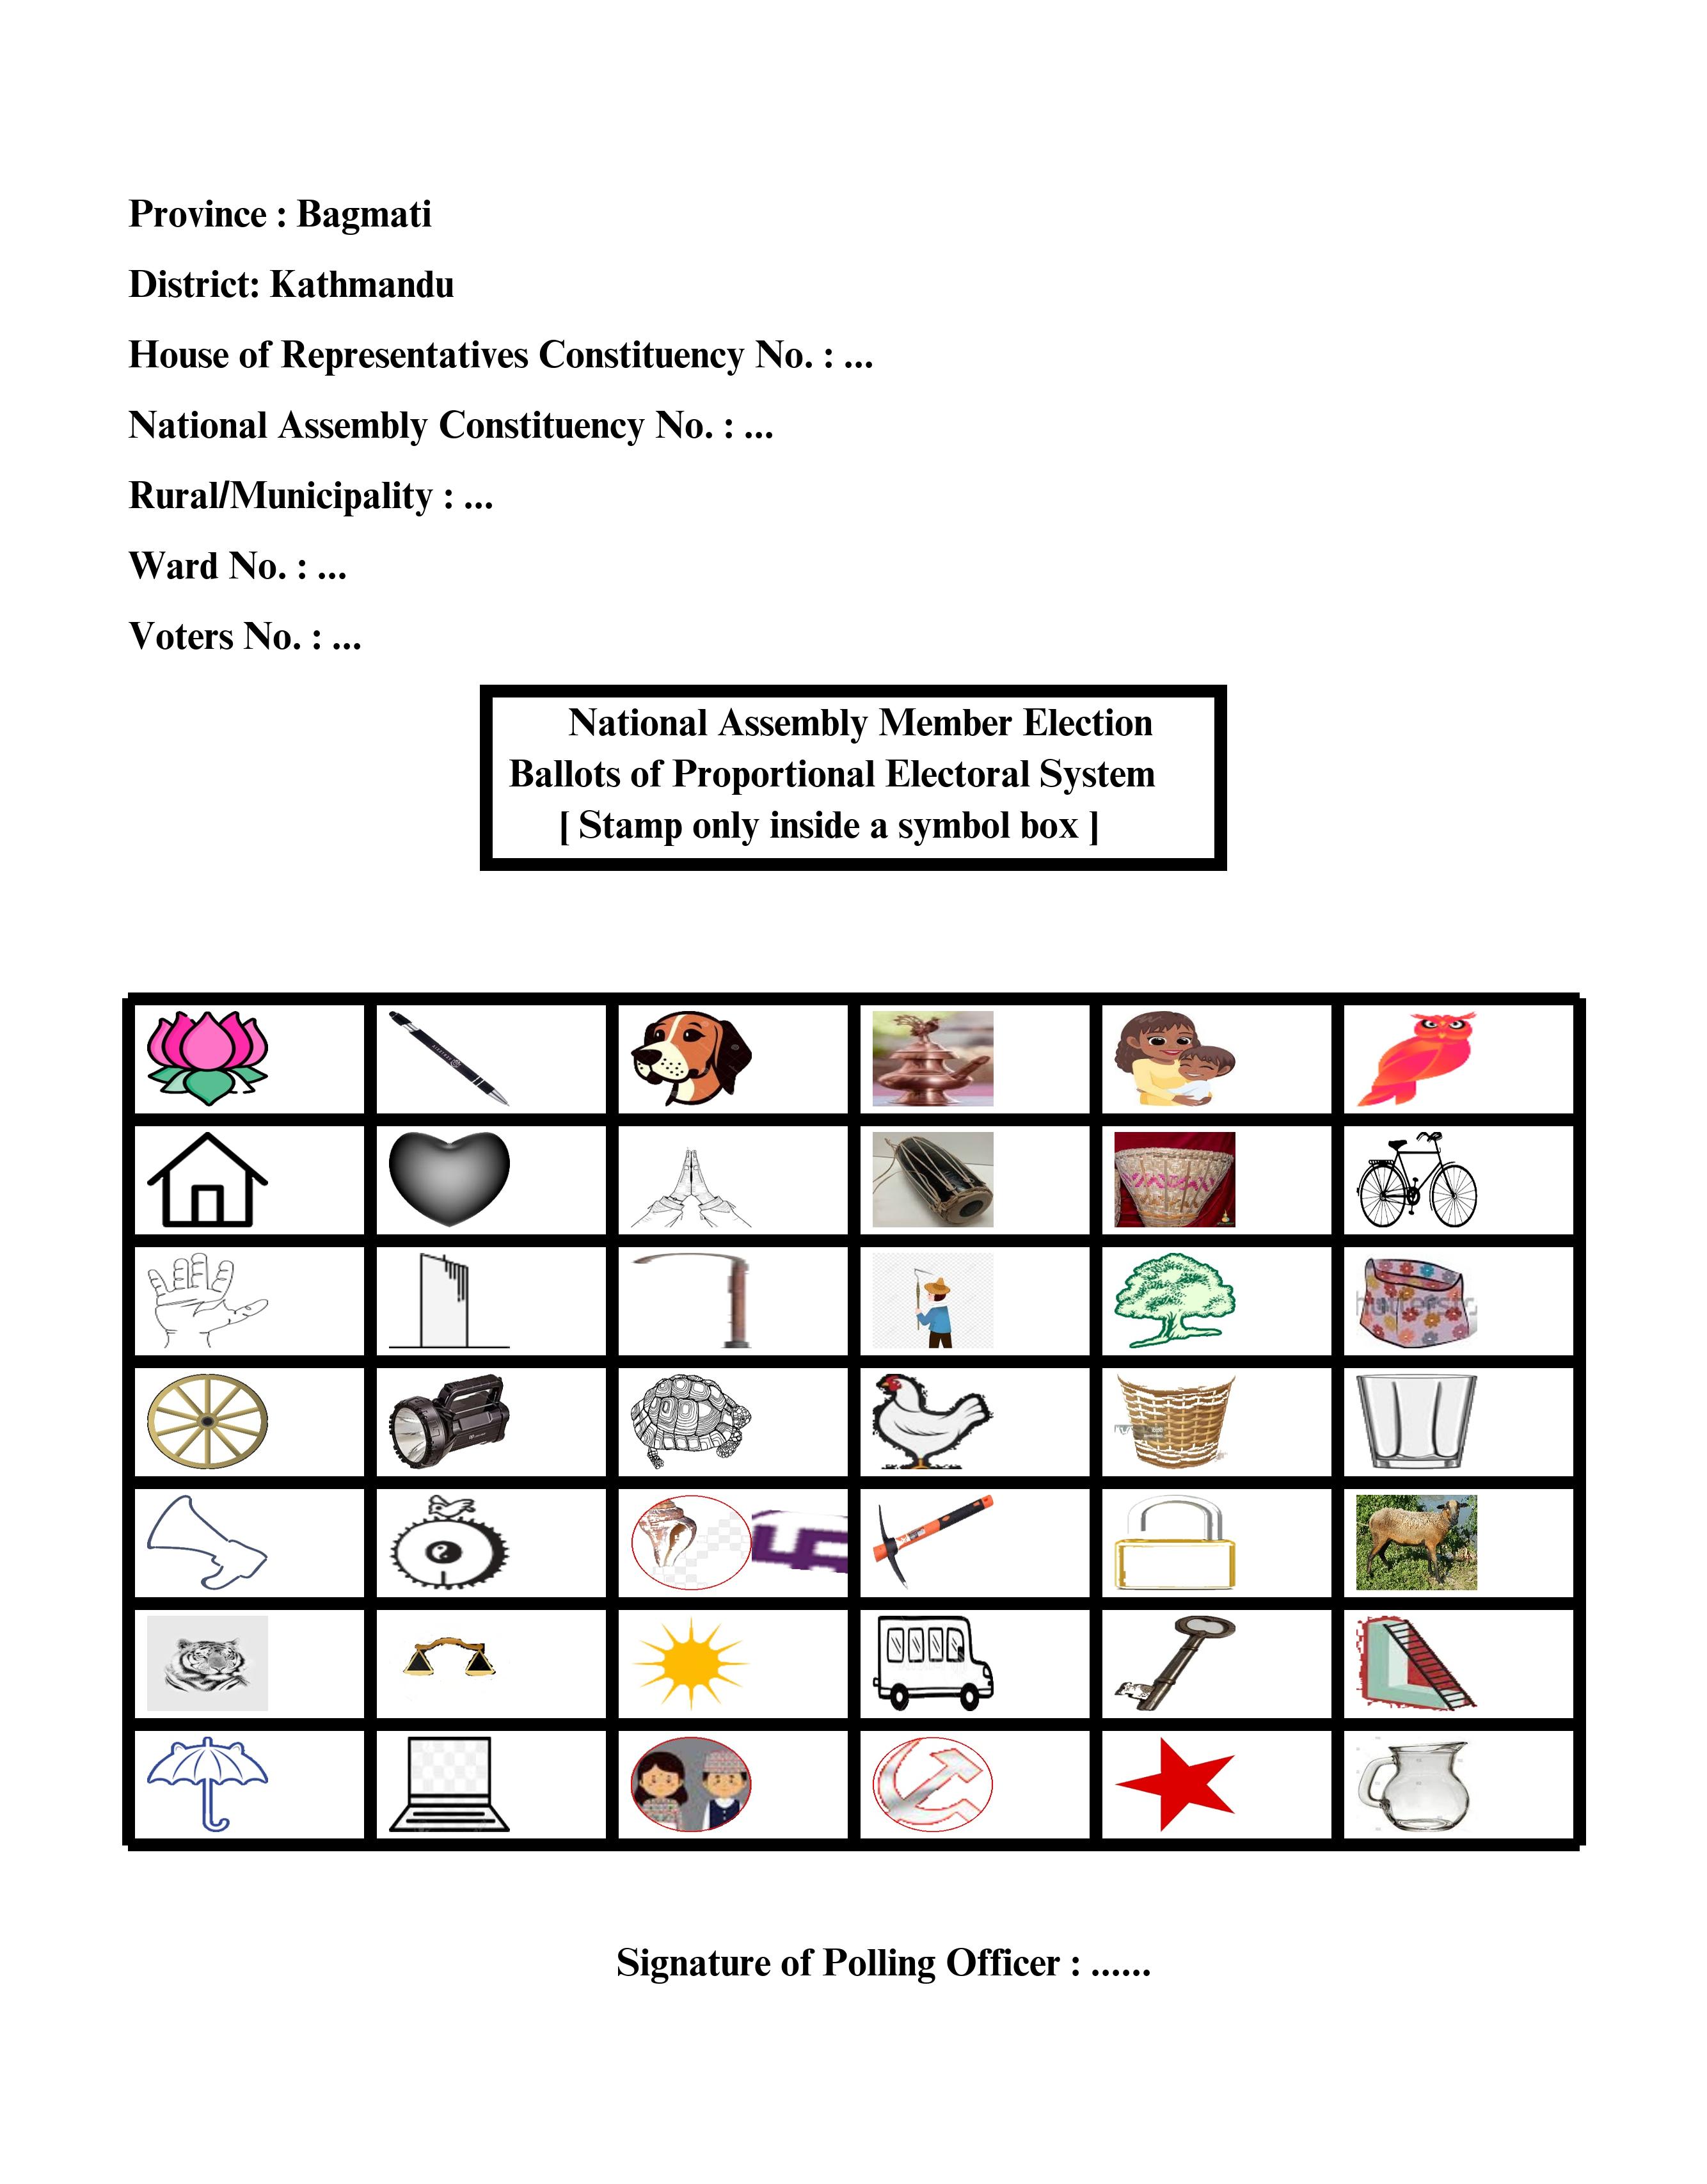 Province : Bagmati
District: Kathmandu
House of Representatives Constituency No. : ...
National Assembly Constituency No. : ...
Rural/Municipality : ...
Ward No. : ...
Voters No. : ...
National Assembly Member Election
Ballots of Proportional Electoral System
[ Stamp only inside a symbol box ]
Signature of Polling Officer : ......